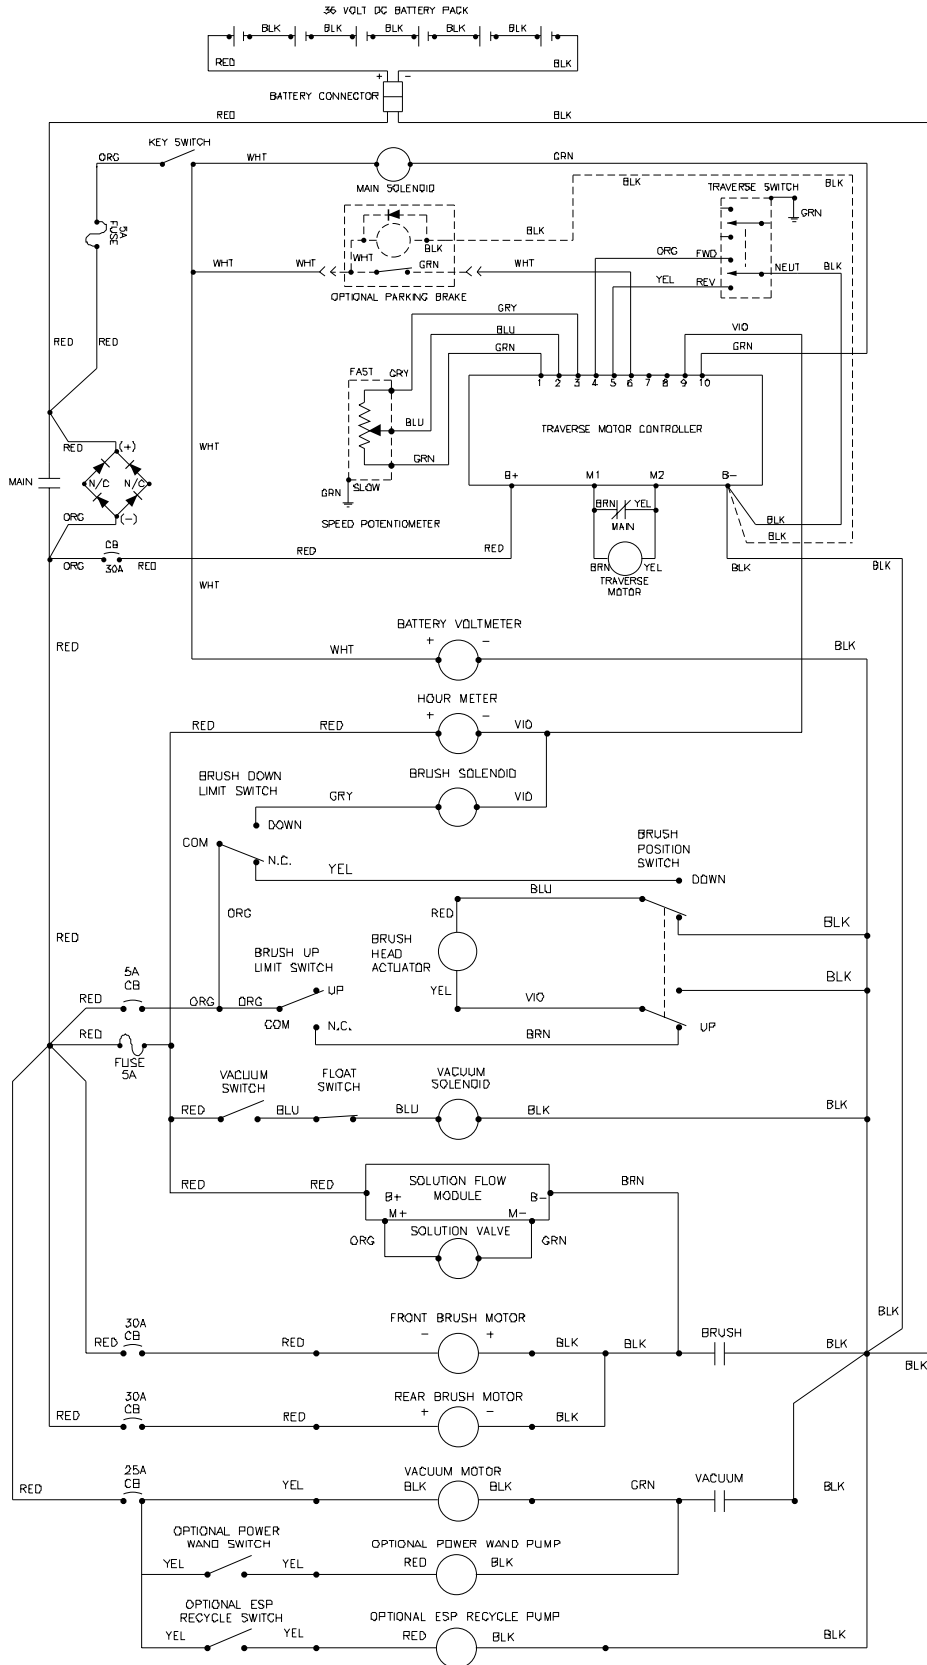 36 VOLT DC BATTERY PACK
BLK BLK BLK BLK BLK
RED BLK
+ −
BATTERY CONNECTOR
RED BLK
KEY SWITCH
ORG WHT GRN
MAIN SOLENOID
BLK TRAVERSE SWITCH BLK
GRN
5A
FUSE
BLK
BLK
WHT
ORG FWD
WHT WHT GRN WHT
NEUT BLK
YEL REV
OPTIONAL PARKING BRAKE
GRY
BLU VIO
RED RED GRN GRN
FAST GRY
1 2 3 4 5 6 7 8 9 10
BLU TRAVERSE MOTOR CONTROLLER
WHT
RED (+)
GRN
B+ M1 M2 B−
MAIN N/C N/C
SLOW
GRN
BRN YEL
ORG (−)
SPEED POTENTIOMETER MAIN BLK
BLK
CB RED RED
ORG 30A RED
BRN YEL BLK BLK
TRAVERSE
MOTOR
WHT
BATTERY VOLTMETER
+ −
RED WHT BLK
HOUR METER
+ −
RED RED VIO
BRUSH DOWN
LIMIT SWITCH
BRUSH SOLENOID
GRY VIO
DOWN
COM
N.C.
YEL
BRUSH
POSITION
SWITCH
DOWN
BLU
ORG RED BLK
RED
BRUSH UP
LIMIT SWITCH
BRUSH
HEAD
ACTUATOR
5A
CB
RED ORG ORG UP YEL VIO BLK
COM N.C. UP
RED BRN
FUSE
5A
VACUUM
SWITCH
FLOAT
SWITCH
VACUUM
SOLENOID
RED BLU BLU BLK BLK
RED RED SOLUTION FLOW
MODULE
BRN
B+ B−
M+ M−
SOLUTION VALVE
ORG GRN
BLK
FRONT BRUSH MOTOR
− +
30A
CB
RED RED BLK BLK BRUSH BLK
BLK
REAR BRUSH MOTOR
+ −
30A
CB
RED RED BLK
VACUUM MOTOR
25A
CB
RED YEL BLK BLK GRN VACUUM BLK
OPTIONAL POWER
WAND SWITCH
OPTIONAL POWER WAND PUMP
YEL YEL RED BLK
OPTIONAL ESP
RECYCLE SWITCH
OPTIONAL ESP RECYCLE PUMP
YEL YEL RED BLK BLK